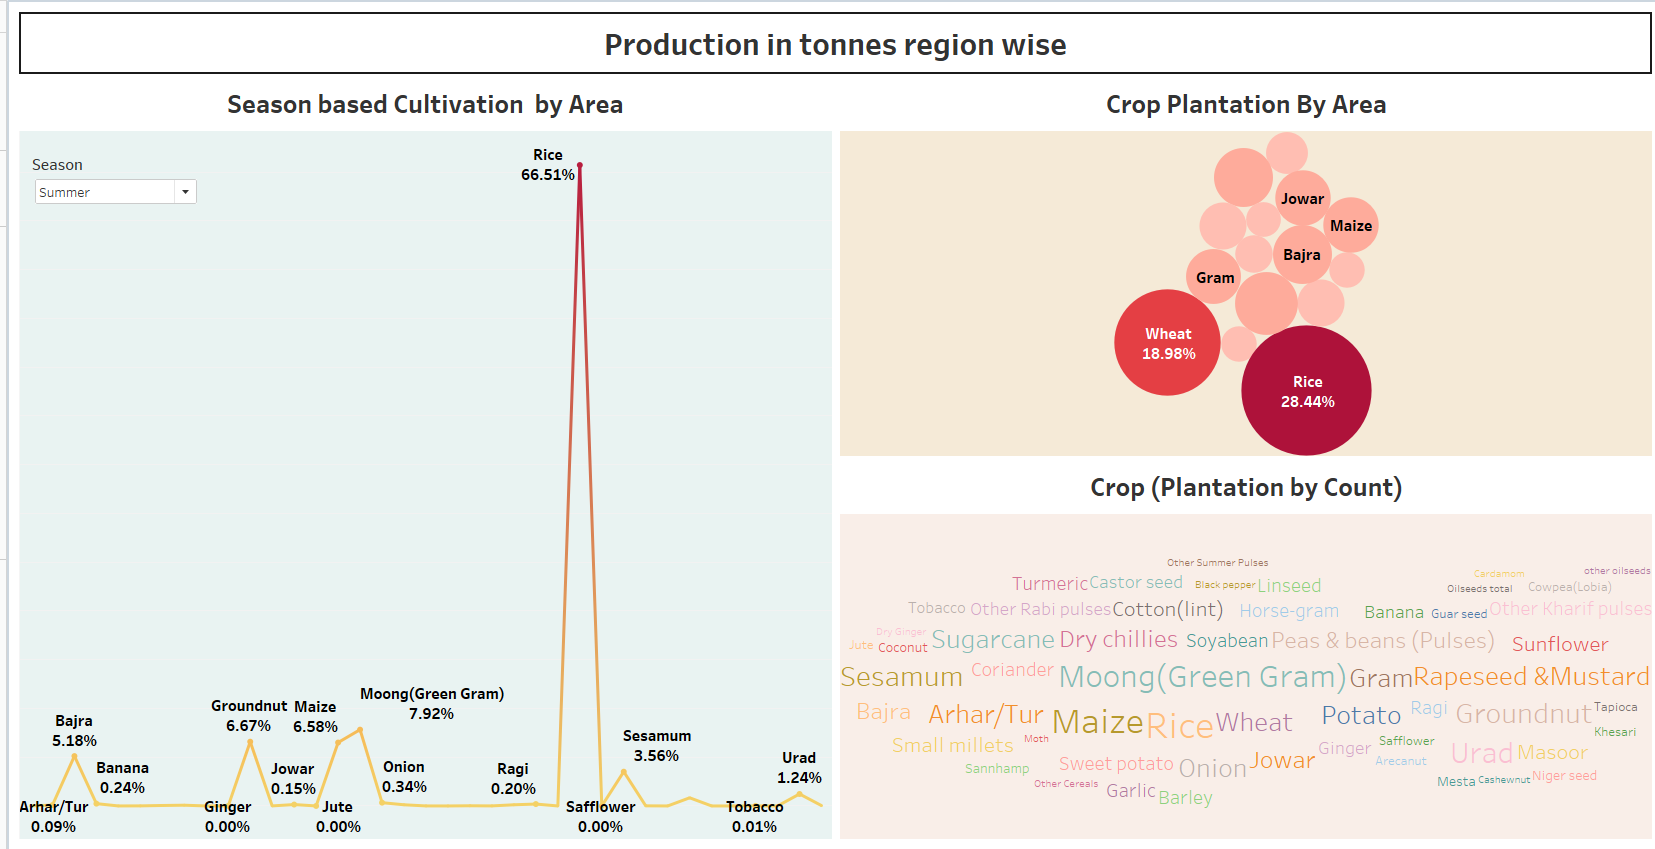 Production in tonnes region wise
Season based Cultivation by Area
Season
Summer
Rice
66.51%
Moong(Green Gram)
7.92%
Groundnut
6.67%
Maize
6.58%
Bajra
5.18%
Sesamum
3.56%
Urad
1.24%
Banana
0.24%
Jowar
0.15%
Onion
0.34%
Ragi
0.20%
Arhar/Tur
0.09%
Ginger
0.00%
Jute
0.00%
Safflower
0.00%
Tobacco
0.01%
Crop Plantation By Area
Jowar
Maize
Bajra
Gram
Wheat
18.98%
Rice
28.44%
Crop (Plantation by Count)
Other Summer Pulses
Cardamom
other oilseeds
Turmeric
Castor seed
Black pepper
Linseed
Oilseeds total
Cowpea(Lobia)
Tobacco
Other Rabi pulses
Cotton(lint)
Horse-gram
Banana
Guar seed
Other Kharif pulses
Dry Ginger
Jute
Coconut
Sugarcane
Dry chillies
Soyabean
Peas & beans (Pulses)
Sunflower
Sesamum
Coriander
Moong(Green Gram)
Gram
Rapeseed &Mustard
Bajra
Arhar/Tur
Maize
Rice
Wheat
Potato
Ragi
Groundnut
Tapioca
Khesari
Small millets
Moth
Ginger
Safflower
Urad
Masoor
Sannhamp
Sweet potato
Onion
Jowar
Arecanut
Other Cereals
Garlic
Barley
Mesta
Cashewnut
Niger seed